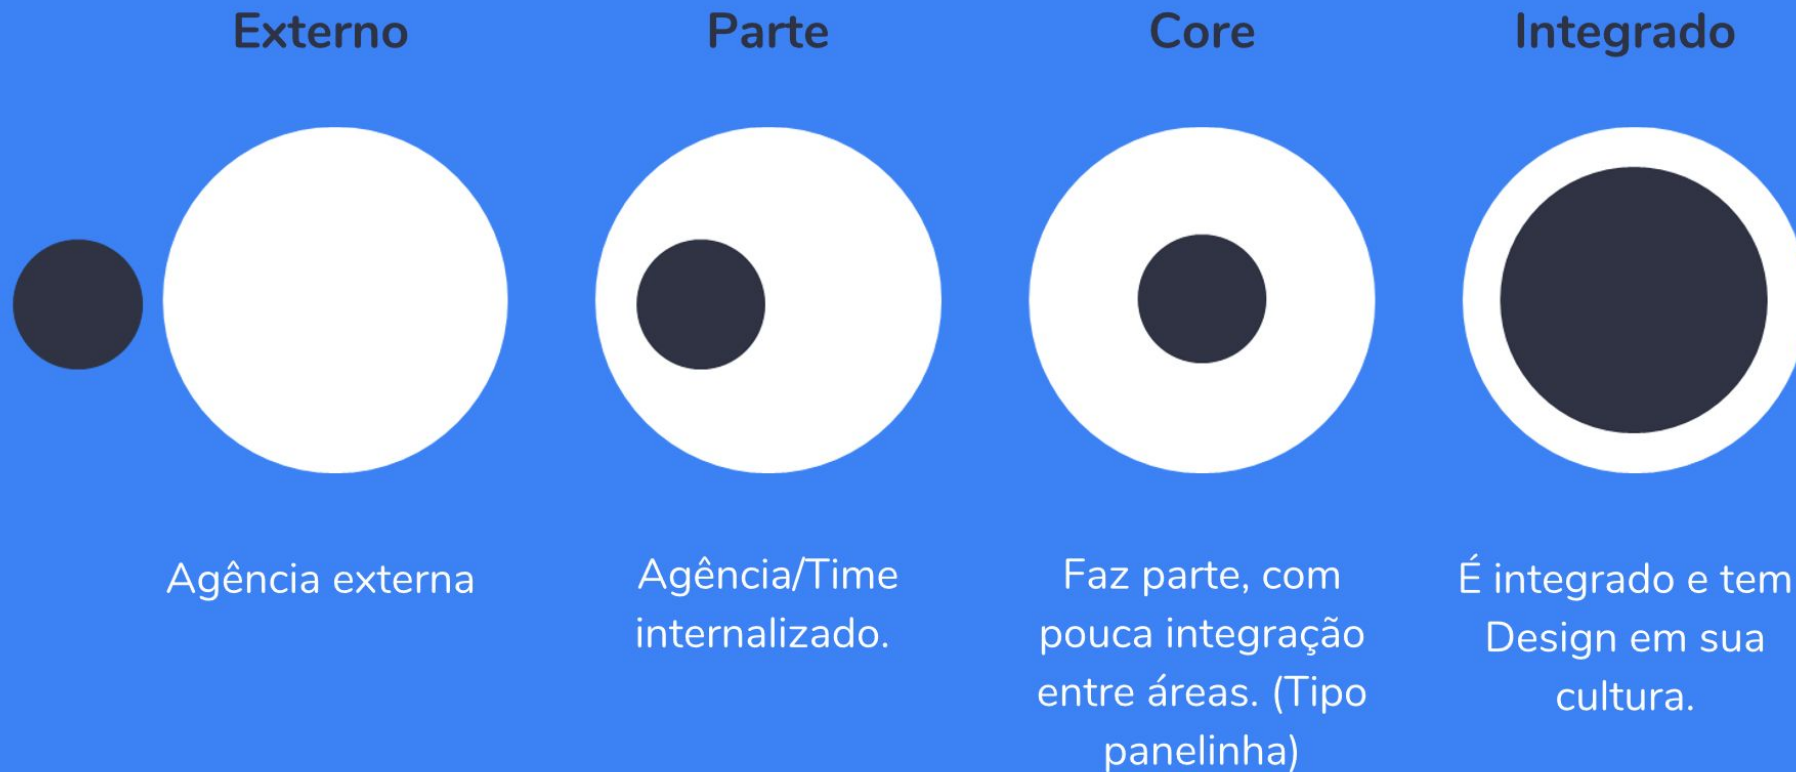 Externo
Parte
Core
Integrado
Agência externa
Agência/Time
internalizado.
Faz parte, com
pouca integração
entre áreas. (Tipo
panelinha)
É integrado e tem
Design em sua
cultura.